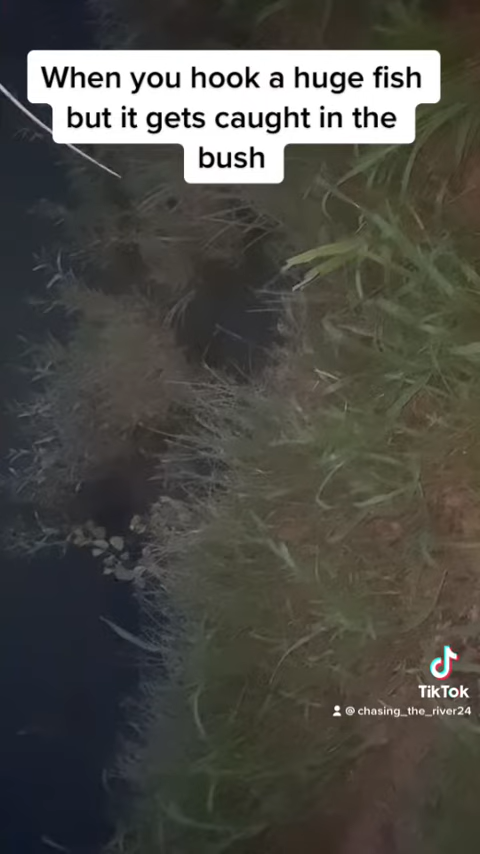 When you hook a huge fish
but it gets caught in the
bush
TikTok
@ chasing_the_river24